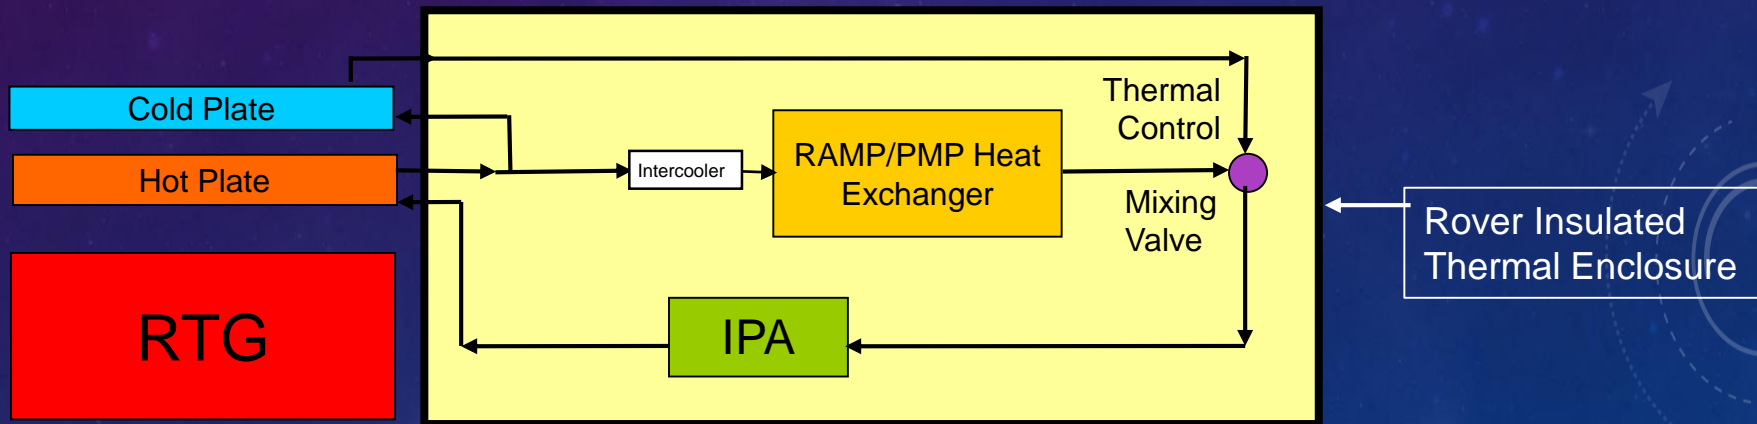 Cold Plate
Hot Plate
RTG
Intercooler
RAMP/PMP Heat
Exchanger
Thermal
Control
Mixing
Valve
IPA
Rover Insulated
Thermal Enclosure